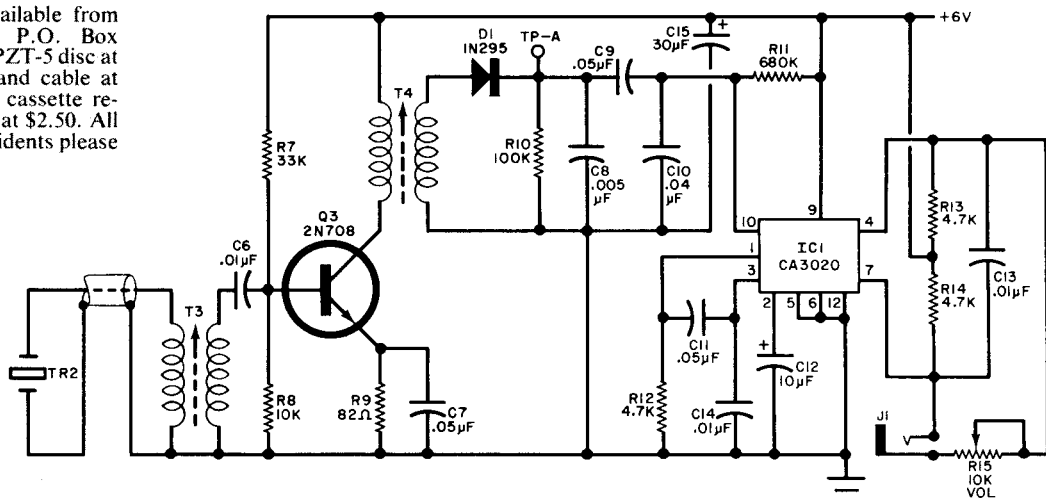 ailable from
P.O. Box
PZT-5 disc at
and cable at
cassette re-
at $2.50. All
idents please
+6V
C15
30µF
+
TP-A
D1
1N295
C9
.05µF
R11
680K
T4
R7
33K
R10
100K
C8
.005
µF
C10
.04
µF
Q3
2N708
C6
.01µF
10
9
4
1
3
7
IC1
CA3020
2
5
6
12
R13
4.7K
R14
4.7K
C13
.01µF
T3
TR2
C11
.05µF
+
C12
10µF
R8
10K
R9
82Ω
C7
.05µF
R12
4.7K
C14
.01µF
J1
R15
10K
VOL